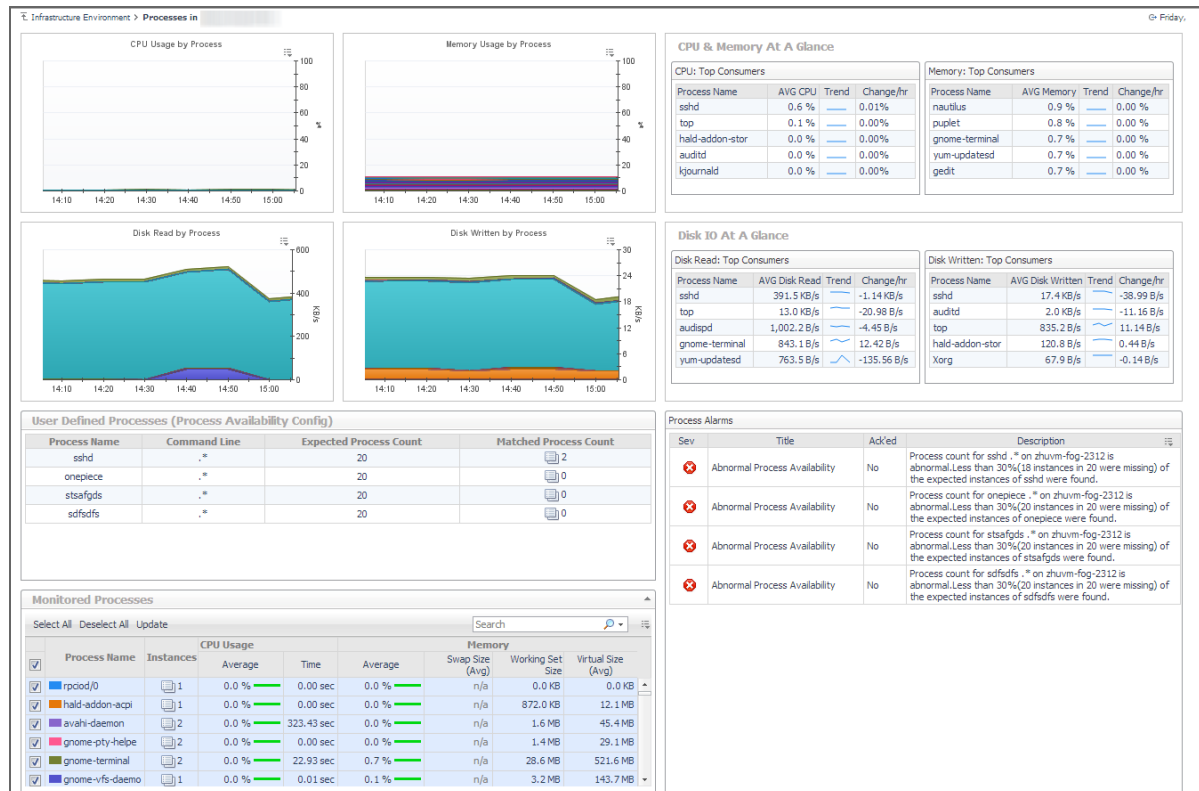 Infrastructure Environment > Processes in
Friday,
CPU Usage by Process
100
80
60
40
20
0
%
14:10 14:20 14:30 14:40 14:50 15:00
Memory Usage by Process
100
80
60
40
20
0
%
14:10 14:20 14:30 14:40 14:50 15:00
CPU & Memory At A Glance
CPU: Top Consumers
Process Name AVG CPU Trend Change/hr
sshd 0.6 % 0.01%
top 0.1 % 0.00%
hald-addon-stor 0.0 % 0.00%
auditd 0.0 % 0.00%
kjournald 0.0 % 0.00%
Memory: Top Consumers
Process Name AVG Memory Trend Change/hr
nautilus 0.9 % 0.00 %
puplet 0.8 % 0.00 %
gnome-terminal 0.7 % 0.00 %
yum-updatesd 0.7 % 0.00 %
gedit 0.7 % 0.00 %
Disk Read by Process
600
400
200
0
KB/s
14:10 14:20 14:30 14:40 14:50 15:00
Disk Written by Process
30
24
18
12
6
0
KB/s
14:10 14:20 14:30 14:40 14:50 15:00
Disk IO At A Glance
Disk Read: Top Consumers
Process Name AVG Disk Read Trend Change/hr
sshd 391.5 KB/s -1.14 KB/s
top 13.0 KB/s -20.98 B/s
audispd 1,002.2 B/s -4.45 B/s
gnome-terminal 843.1 B/s 12.42 B/s
yum-updatesd 763.5 B/s -135.56 B/s
Disk Written: Top Consumers
Process Name AVG Disk Written Trend Change/hr
sshd 17.4 KB/s -38.99 B/s
auditd 2.0 KB/s -11.16 B/s
top 835.2 B/s 11.14 B/s
hald-addon-stor 120.8 B/s 0.44 B/s
Xorg 67.9 B/s -0.14 B/s
User Defined Processes (Process Availability Config)
Process Name Command Line Expected Process Count Matched Process Count
sshd .* 20 2
onepiece .* 20 0
stsafgds .* 20 0
sdfsdfs .* 20 0
Process Alarms
Sev Title Ack'ed Description
Abnormal Process Availability No
Process count for sshd .* on zhuvm-fog-2312 is
abnormal.Less than 30%(18 instances in 20 were missing) of
the expected instances of sshd were found.
Abnormal Process Availability No
Process count for onepiece .* on zhuvm-fog-2312 is
abnormal.Less than 30%(20 instances in 20 were missing) of
the expected instances of onepiece were found.
Abnormal Process Availability No
Process count for stsafgds .* on zhuvm-fog-2312 is
abnormal.Less than 30%(20 instances in 20 were missing) of
the expected instances of stsafgds were found.
Abnormal Process Availability No
Process count for sdfsdfs .* on zhuvm-fog-2312 is
abnormal.Less than 30%(20 instances in 20 were missing) of
the expected instances of sdfsdfs were found.
Monitored Processes
Select All Deselect All Update Search
CPU Usage Memory
Process Name Instances Average Time Average Swap Size (Avg) Working Set Size Virtual Size (Avg)
rpciod/0 1 0.0 % 0.00 sec 0.0 % n/a 0.0 KB 0.0 KB
hald-addon-acpi 1 0.0 % 0.00 sec 0.0 % n/a 872.0 KB 12.1 MB
avahi-daemon 2 0.0 % 323.43 sec 0.0 % n/a 1.6 MB 45.4 MB
gnome-pty-helpe 2 0.0 % 0.00 sec 0.0 % n/a 1.4 MB 29.1 MB
gnome-terminal 2 0.0 % 22.93 sec 0.7 % n/a 28.6 MB 521.6 MB
gnome-vfs-daemo 1 0.0 % 0.01 sec 0.1 % n/a 3.2 MB 143.7 MB